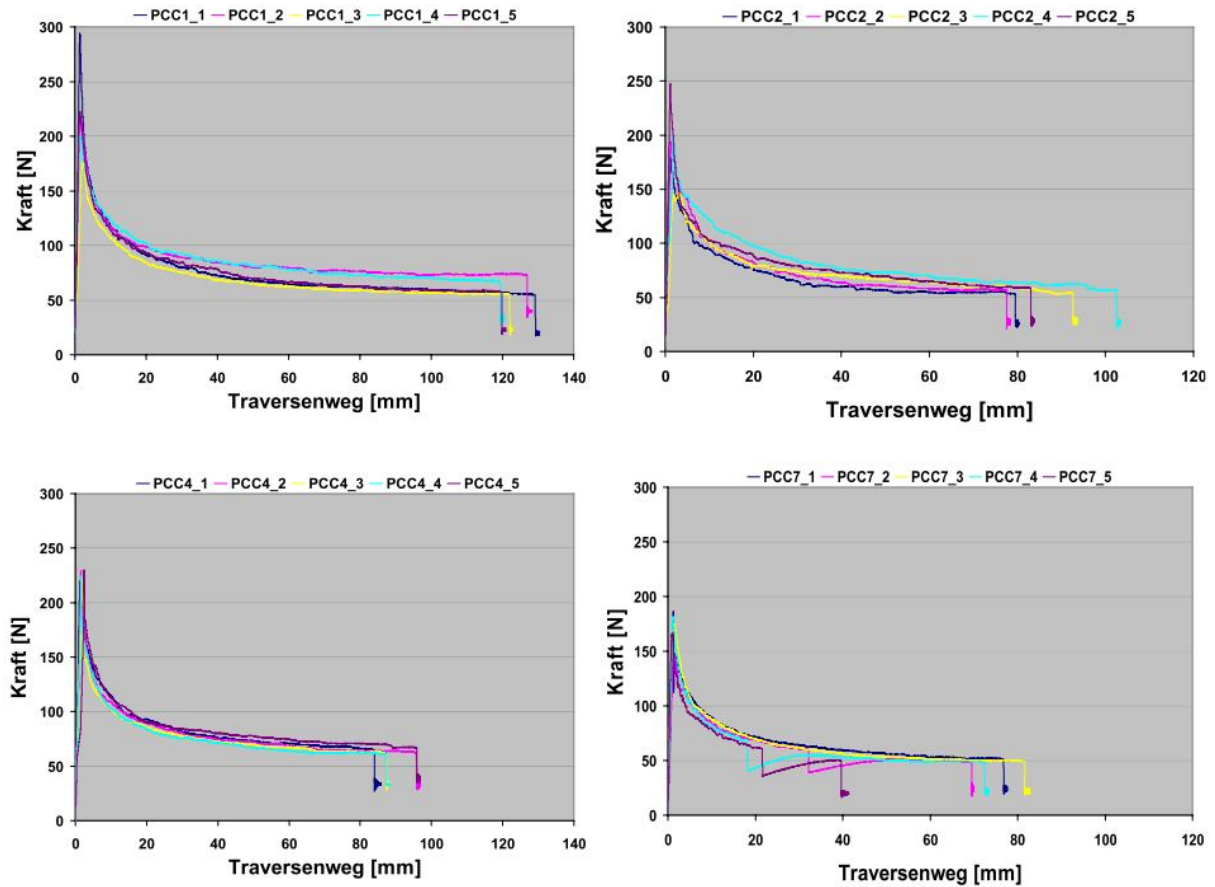 PCC1_1 PCC1_2 PCC1_3 PCC1_4 PCC1_5
300
250
200
150
100
50
0
Kraft [N]
0 20 40 60 80 100 120 140
Traversenweg [mm]
PCC2_1 PCC2_2 PCC2_3 PCC2_4 PCC2_5
300
250
200
150
100
50
0
Kraft [N]
0 20 40 60 80 100 120
Traversenweg [mm]
PCC4_1 PCC4_2 PCC4_3 PCC4_4 PCC4_5
300
250
200
150
100
50
0
Kraft [N]
0 20 40 60 80 100 120 140
Traversenweg [mm]
PCC7_1 PCC7_2 PCC7_3 PCC7_4 PCC7_5
300
250
200
150
100
50
0
Kraft [N]
0 20 40 60 80 100 120
Traversenweg [mm]